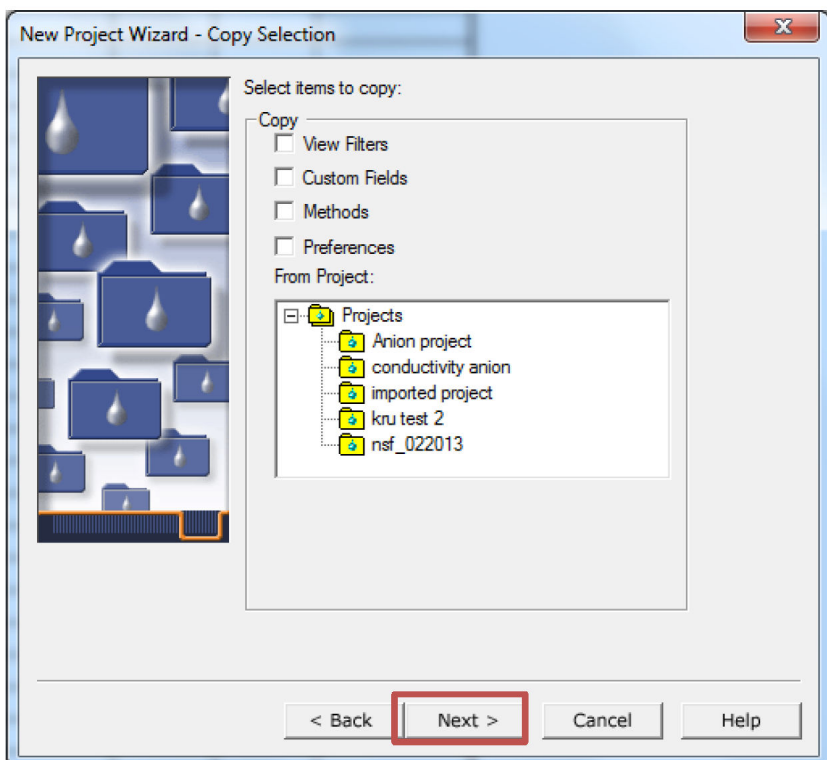 New Project Wizard - Copy Selection
Select items to copy:
Copy
View Filters
Custom Fields
Methods
Preferences
From Project:
Projects
Anion project
conductivity anion
imported project
kru test 2
nsf_022013
< Back Next > Cancel Help